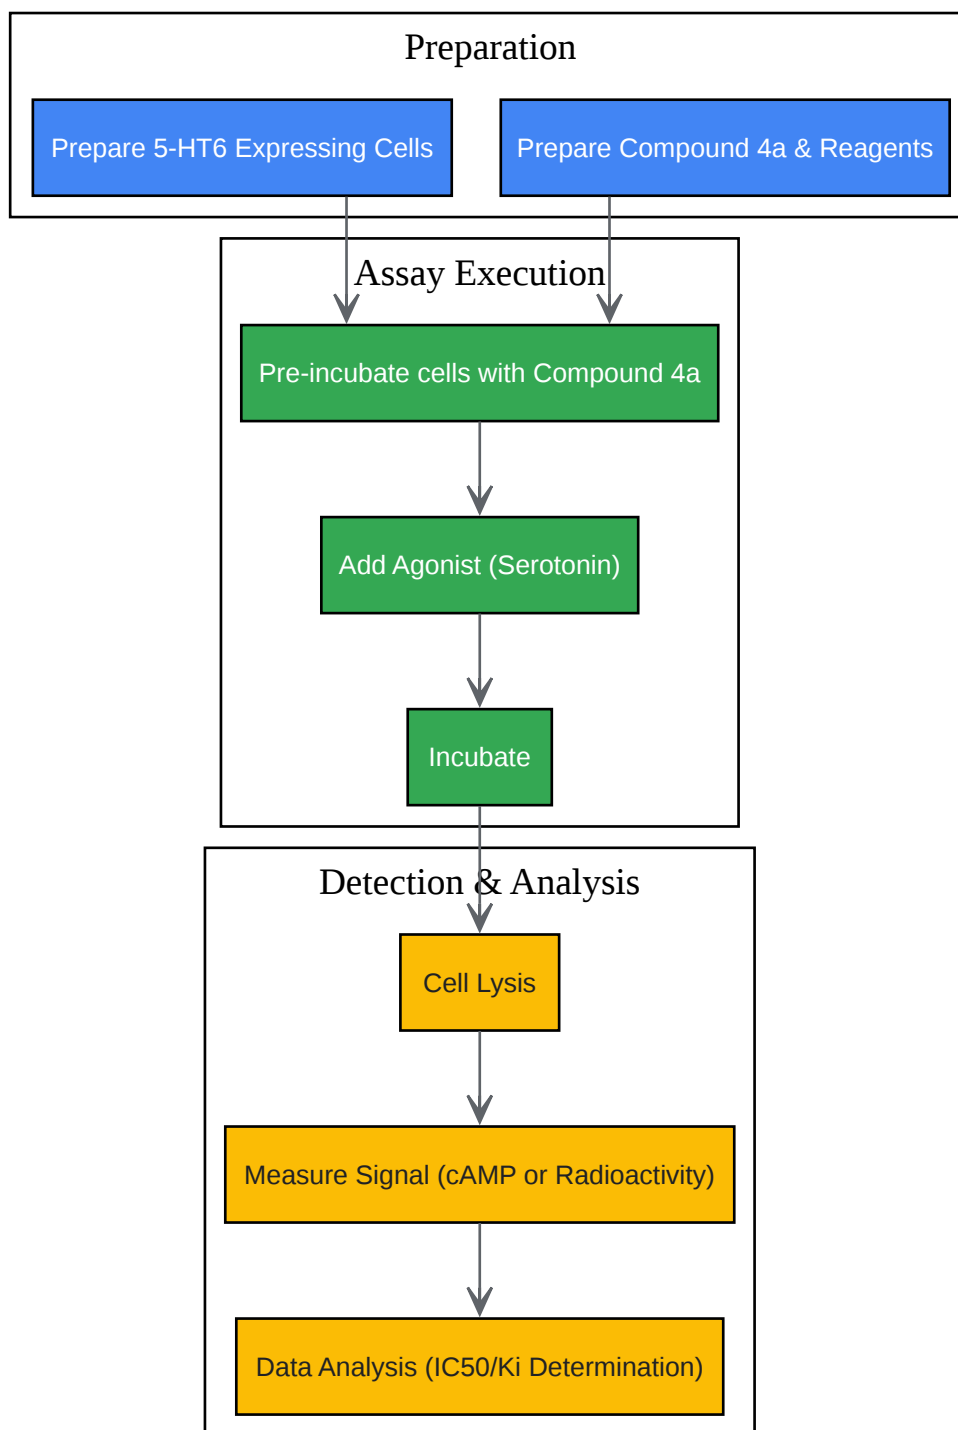 Preparation
Prepare 5-HT6 Expressing Cells
Prepare Compound 4a & Reagents
Assay Execution
Pre-incubate cells with Compound 4a
Add Agonist (Serotonin)
Incubate
Detection & Analysis
Cell Lysis
Measure Signal (cAMP or Radioactivity)
Data Analysis (IC50/Ki Determination)